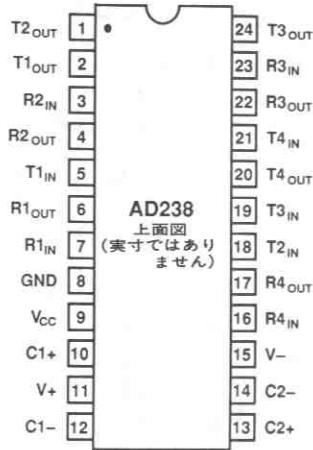 T2OUT 1 24 T3OUT
T1OUT 2 23 R3IN
R2IN 3 22 R3OUT
R2OUT 4 21 T4IN
T1IN 5 20 T4OUT
R1OUT 6 19 T3IN
R1IN 7 18 T2IN
GND 8 17 R4OUT
VCC 9 16 R4IN
C1+ 10 15 V−
V+ 11 14 C2−
C1− 12 13 C2+
AD238
上面図
(実寸ではあり
ません)